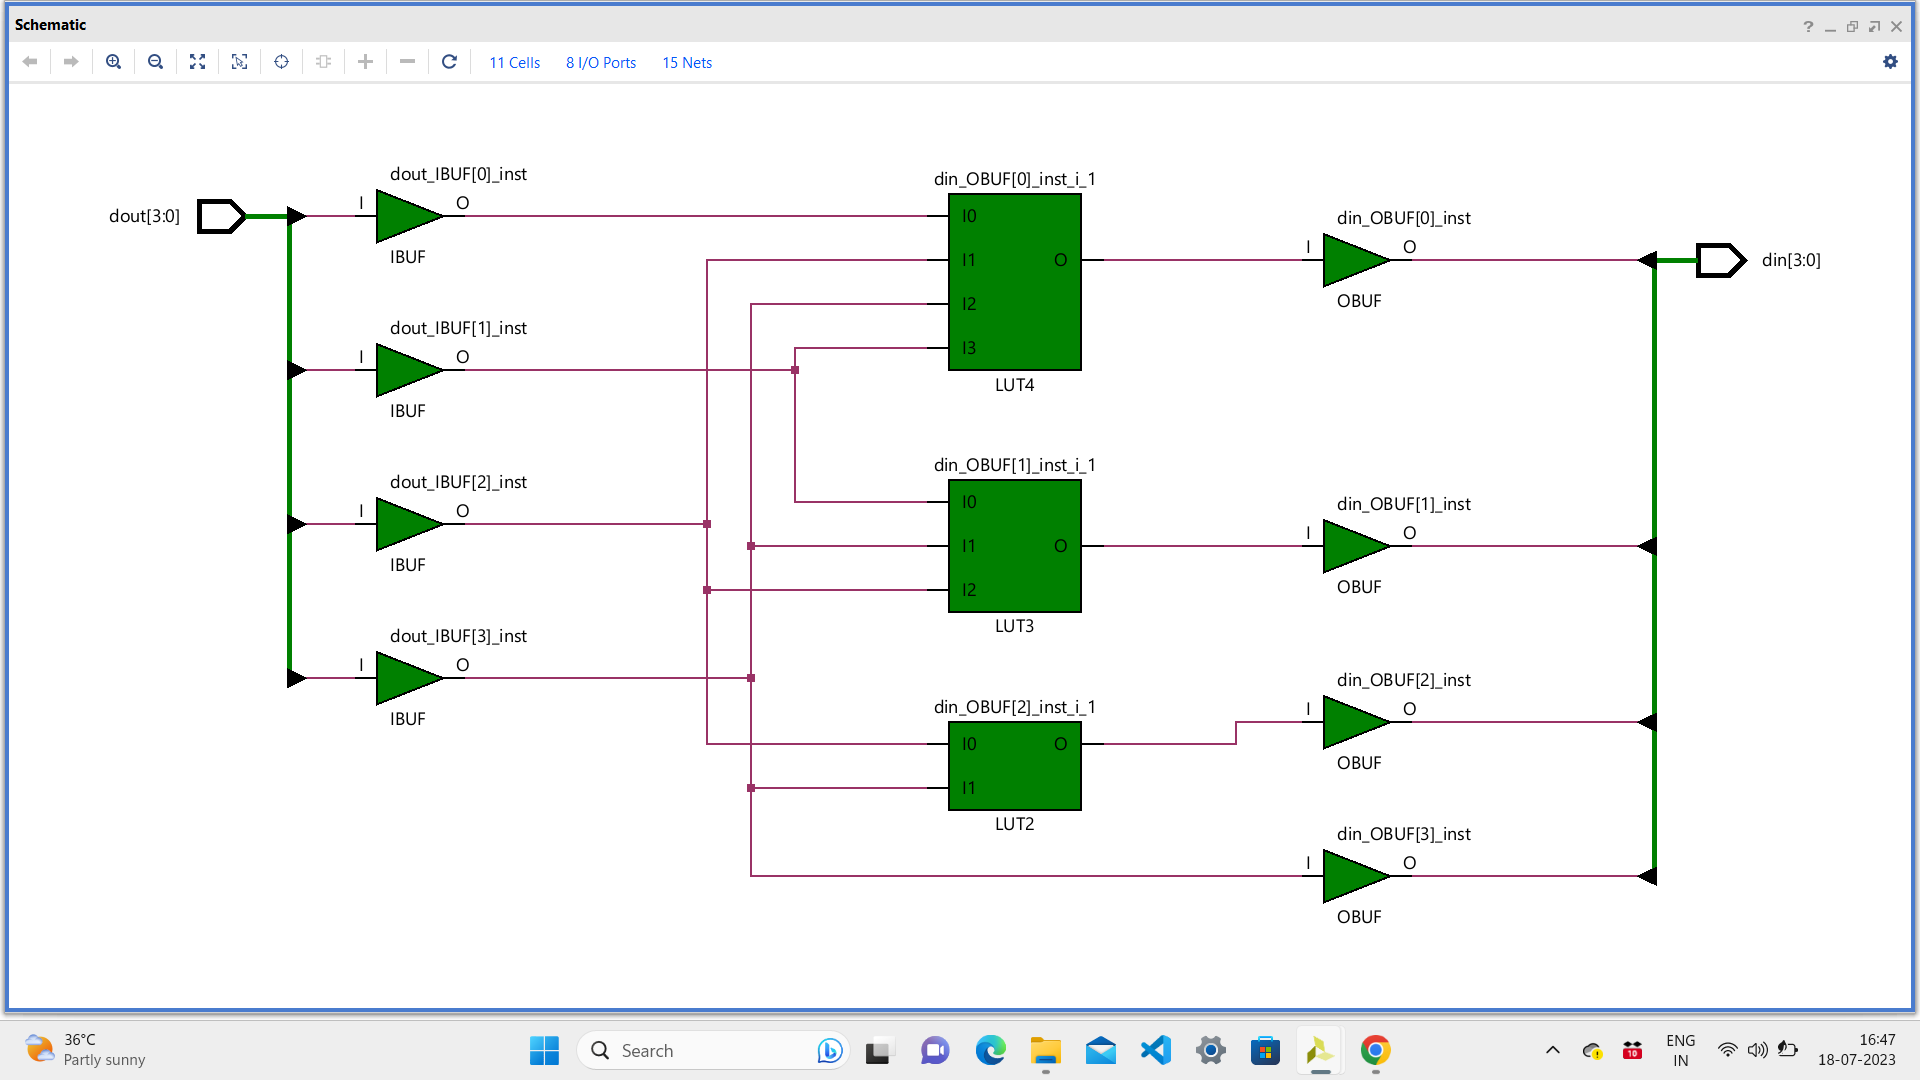 Schematic
11 Cells
8 I/O Ports
15 Nets
dout[3:0]
dout_IBUF[0]_inst
I
O
IBUF
dout_IBUF[1]_inst
I
O
IBUF
dout_IBUF[2]_inst
I
O
IBUF
dout_IBUF[3]_inst
I
O
IBUF
din_OBUF[0]_inst_i_1
I0
I1
O
I2
I3
LUT4
din_OBUF[1]_inst_i_1
I0
I1
O
I2
LUT3
din_OBUF[2]_inst_i_1
I0
O
I1
LUT2
din_OBUF[0]_inst
I
O
OBUF
din_OBUF[1]_inst
I
O
OBUF
din_OBUF[2]_inst
I
O
OBUF
din_OBUF[3]_inst
I
O
OBUF
din[3:0]
36°C
Partly sunny
Search
10
ENG
IN
16:47
18-07-2023